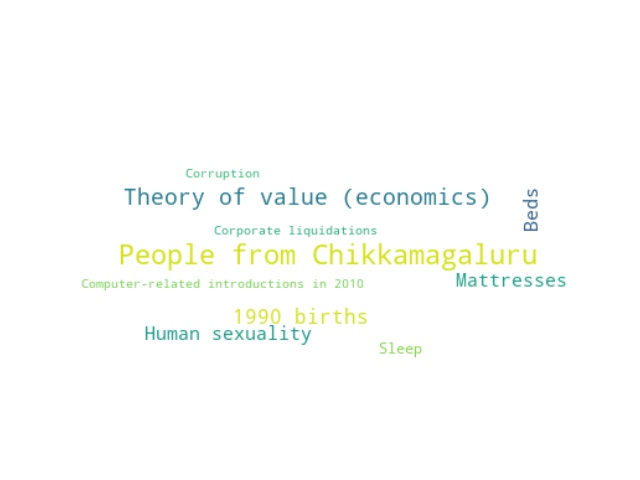 Corruption
Theory of value (economics)
Beds
Corporate liquidations
People from Chikkamagaluru
Mattresses
Computer-related introductions in 2010
1990 births
Human sexuality
Sleep